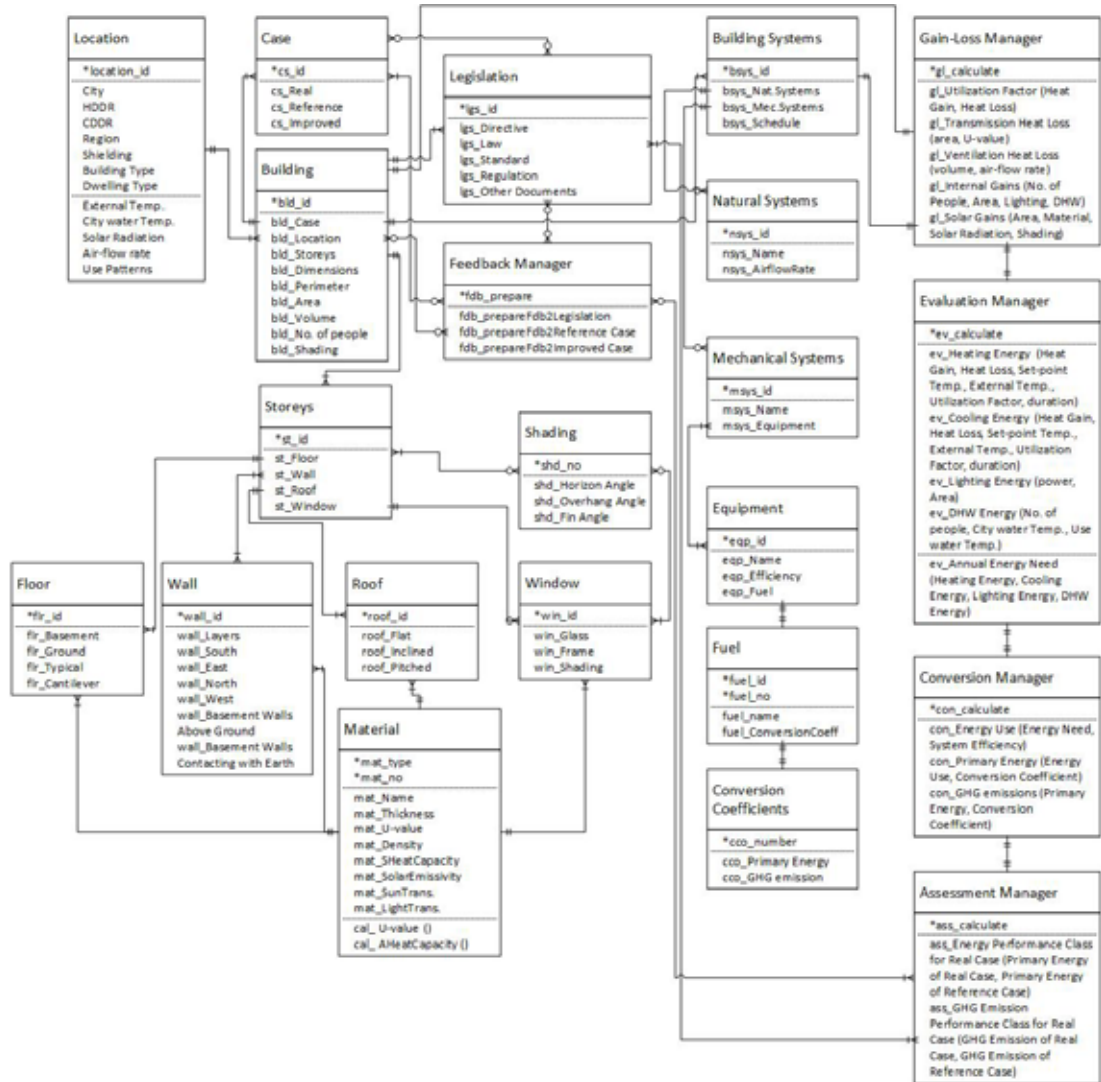 Location
*location_id
City
HDDR
CDDR
Region
Shielding
Building Type
Dwelling Type
External Temp.
City water Temp.
Solar Radiation
Air-flow rate
Use Patterns
Case
*cs_id
cs_Real
cs_Reference
cs_Improved
Building
*bld_id
bld_Case
bld_Location
bld_Storeys
bld_Dimensions
bld_Perimeter
bld_Area
bld_Volume
bld_No. of people
bld_Shading
Legislation
*lgs_id
lgs_Directive
lgs_Law
lgs_Standard
lgs_Regulation
lgs_Other Documents
Feedback Manager
*fdb_prepare
fdb_prepareFdb2Legislation
fdb_prepareFdb2Reference Case
fdb_prepareFdb2Improved Case
Building Systems
*bsys_id
bsys_Nat.Systems
bsys_Mec.Systems
bsys_Schedule
Natural Systems
*nsys_id
nsys_Name
nsys_AirflowRate
Mechanical Systems
*msys_id
msys_Name
msys_Equipment
Equipment
*eqp_id
eqp_Name
eqp_Efficiency
eqp_Fuel
Fuel
*fuel_id
*fuel_no
fuel_name
fuel_ConversionCoeff
Conversion
Coefficients
*cco_number
cco_Primary Energy
cco_GHG emission
Gain-Loss Manager
*gl_calculate
gl_Utilization Factor (Heat
Gain, Heat Loss)
gl_Transmission Heat Loss
(area, U-value)
gl_Ventilation Heat Loss
(volume, air-flow rate)
gl_Internal Gains (No. of
People, Area, Lighting, DHW)
gl_Solar Gains (Area, Material,
Solar Radiation, Shading)
Evaluation Manager
*ev_calculate
ev_Heating Energy (Heat
Gain, Heat Loss, Set-point
Temp., External Temp.,
Utilization Factor, duration)
ev_Cooling Energy (Heat Gain,
Heat Loss, Set-point Temp.,
External Temp., Utilization
Factor, duration)
ev_Lighting Energy (power,
Area)
ev_DHW Energy (No. of
people, City water Temp., Use
water Temp.)
ev_Annual Energy Need
(Heating Energy, Cooling
Energy, Lighting Energy, DHW
Energy)
Conversion Manager
*con_calculate
con_Energy Use (Energy Need,
System Efficiency)
con_Primary Energy (Energy
Use, Conversion Coefficient)
con_GHG emissions (Primary
Energy, Conversion
Coefficient)
Assessment Manager
*ass_calculate
ass_Energy Performance Class
for Real Case (Primary Energy
of Real Case, Primary Energy
of Reference Case)
ass_GHG Emission
Performance Class for Real
Case (GHG Emission of Real
Case, GHG Emission of
Reference Case)
Storeys
*st_id
st_Floor
st_Wall
st_Roof
st_Window
Shading
*shd_no
shd_Horizon Angle
shd_Overhang Angle
shd_Fin Angle
Floor
*flr_id
flr_Basement
flr_Ground
flr_Typical
flr_Cantilever
Wall
*wall_id
wall_Layers
wall_South
wall_East
wall_North
wall_West
wall_Basement Walls
Above Ground
wall_Basement Walls
Contacting with Earth
Roof
*roof_id
roof_Flat
roof_Inclined
roof_Pitched
Window
*win_id
win_Glass
win_Frame
win_Shading
Material
*mat_type
*mat_no
mat_Name
mat_Thickness
mat_U-value
mat_Density
mat_SHeatCapacity
mat_SolarEmissivity
mat_SunTrans.
mat_LightTrans.
cal_ U-value ()
cal_ AHeatCapacity ()